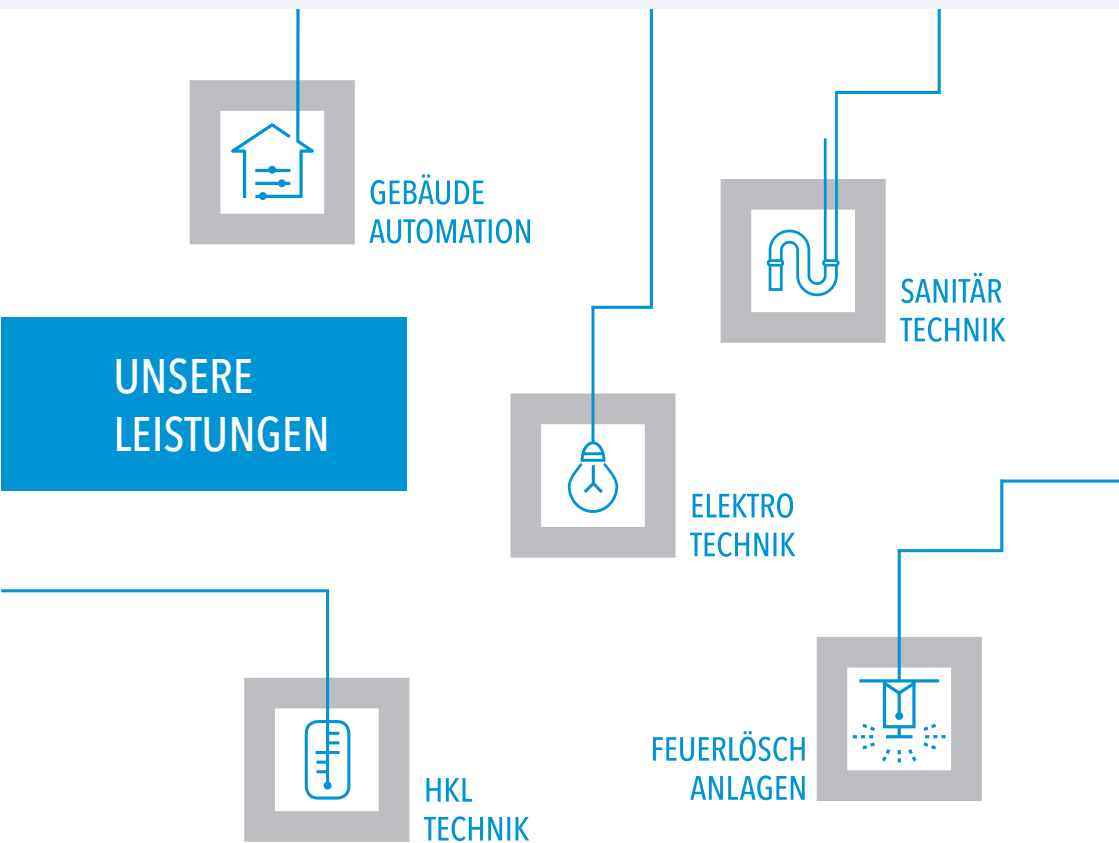 GEBÄUDE
AUTOMATION
SANITÄR
TECHNIK
UNSERE
LEISTUNGEN
ELEKTRO
TECHNIK
FEUERLÖSCH
ANLAGEN
HKL
TECHNIK